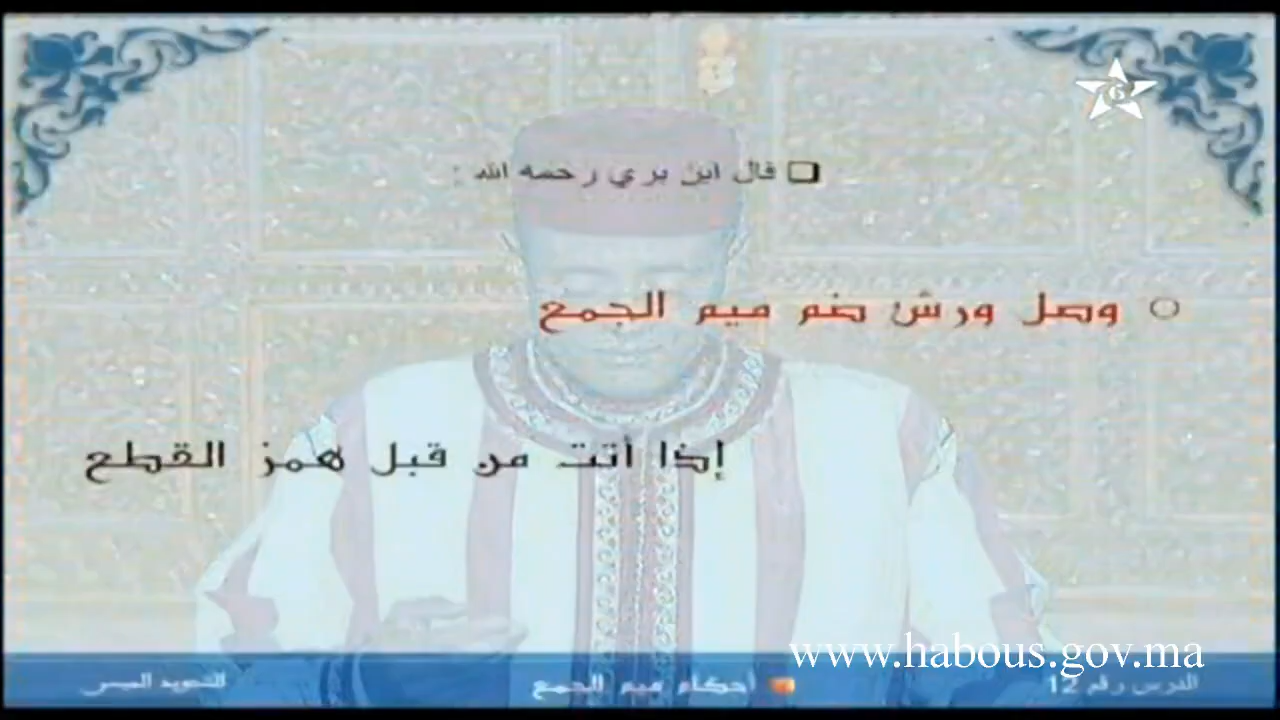 6
❑ قال ابن بري رحمه الله :
○ وصل ورش ضم ميم الجمع
إذا أتت من قبل همز القطع
www.habous.gov.ma
الدرس رقم 12
أحكام ميم الجمع
التجويد الميسر